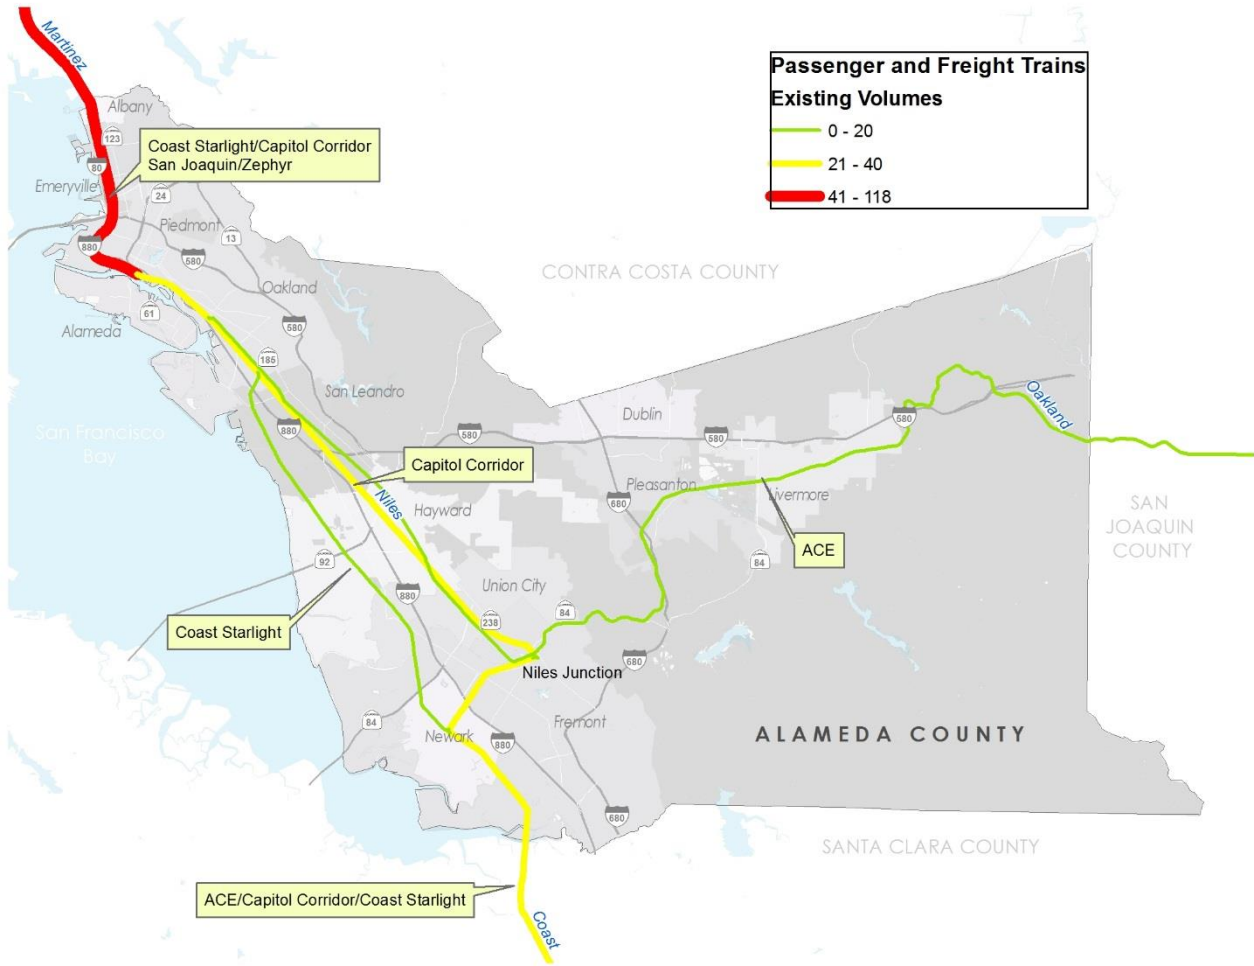 Martinez
Passenger and Freight Trains
Existing Volumes
0 - 20
21 - 40
41 - 118
Albany
123
Coast Starlight/Capitol Corridor
San Joaquin/Zephyr
80
Emeryville
24
Piedmont
13
880
580
CONTRA COSTA COUNTY
Oakland
61
Alameda
580
185
San Leandro
Dublin
Oakland
580
880
580
580
San Francisco
Bay
Capitol Corridor
Pleasanton
Livermore
Niles
Hayward
680
SAN
JOAQUIN
COUNTY
ACE
92
84
Union City
880
84
238
Coast Starlight
680
Niles Junction
84
Fremont
Newark
880
ALAMEDA COUNTY
680
SANTA CLARA COUNTY
ACE/Capitol Corridor/Coast Starlight
Coast